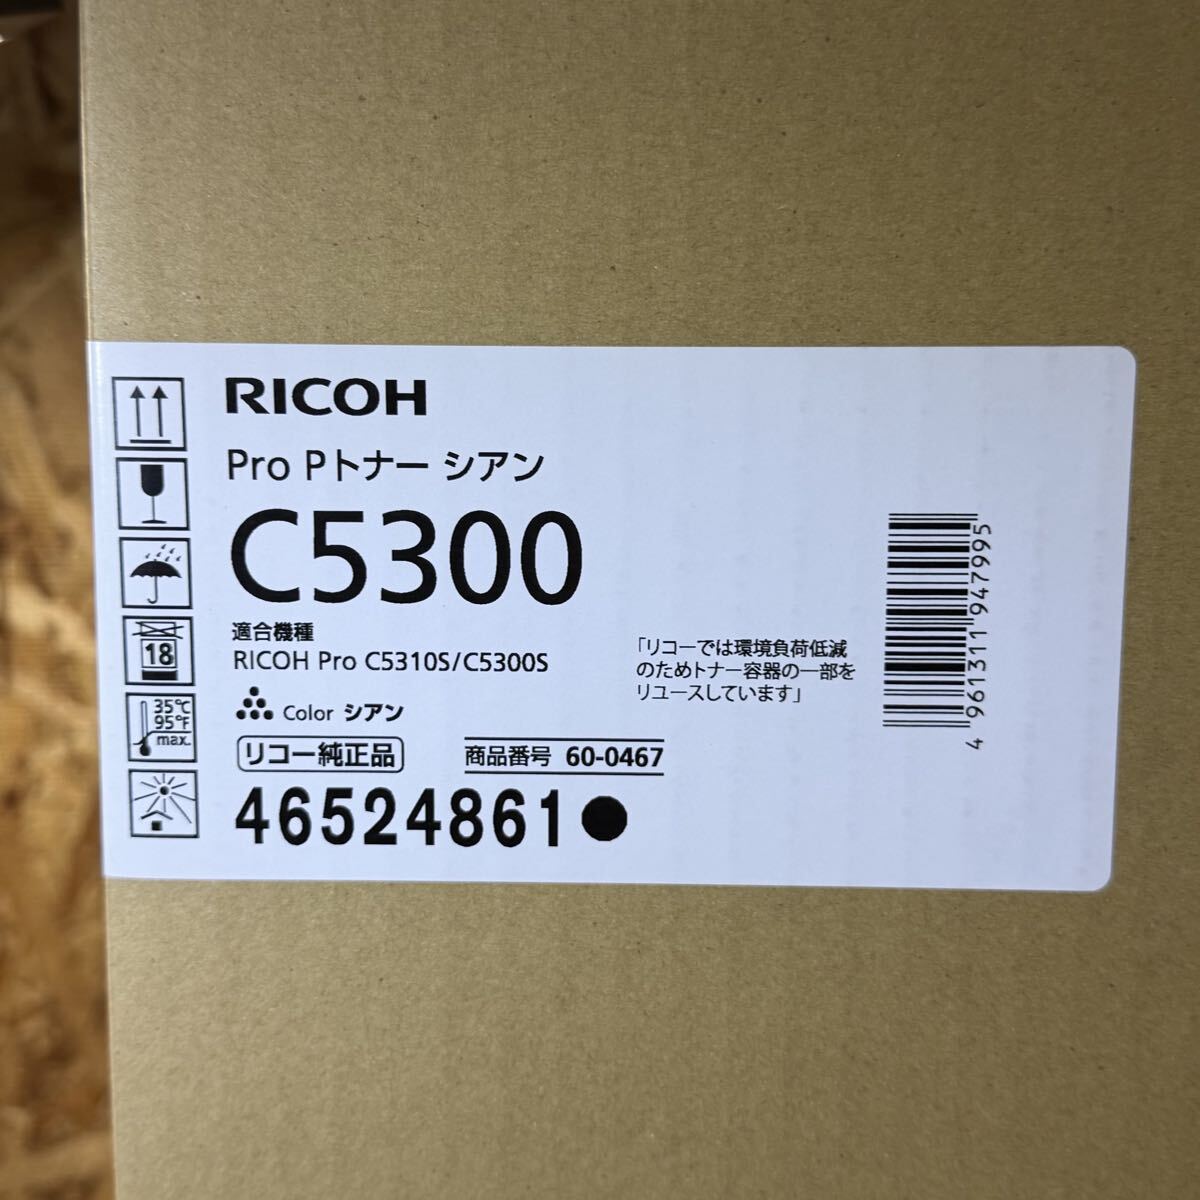 RICOH
Pro Pトナー シアン
C5300
適合機種
RICOH Pro C5310S/C5300S
Color シアン
リコー純正品
商品番号 60-0467
46524861
「リコーでは環境負荷低減
のためトナー容器の一部を
リユースしています」
4 961311 947995
18
35℃
95℉
max.